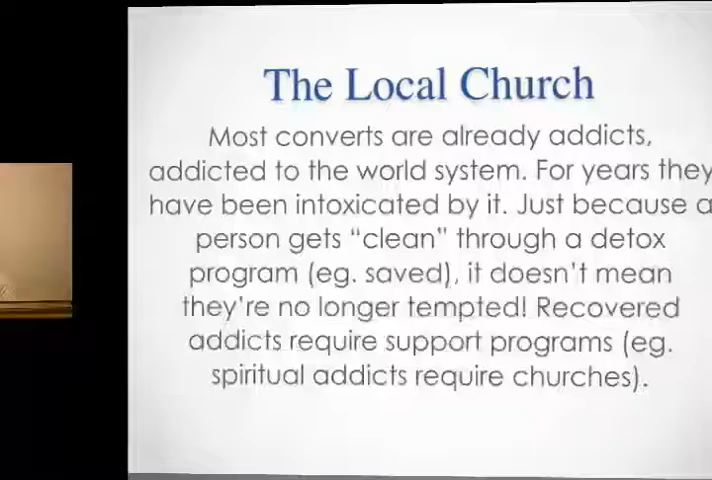 The Local Church
Most converts are already addicts,
addicted to the world system. For years they
have been intoxicated by it. Just because a
person gets “clean” through a detox
program (eg. saved), it doesn’t mean
they’re no longer tempted! Recovered
addicts require support programs (eg.
spiritual addicts require churches).